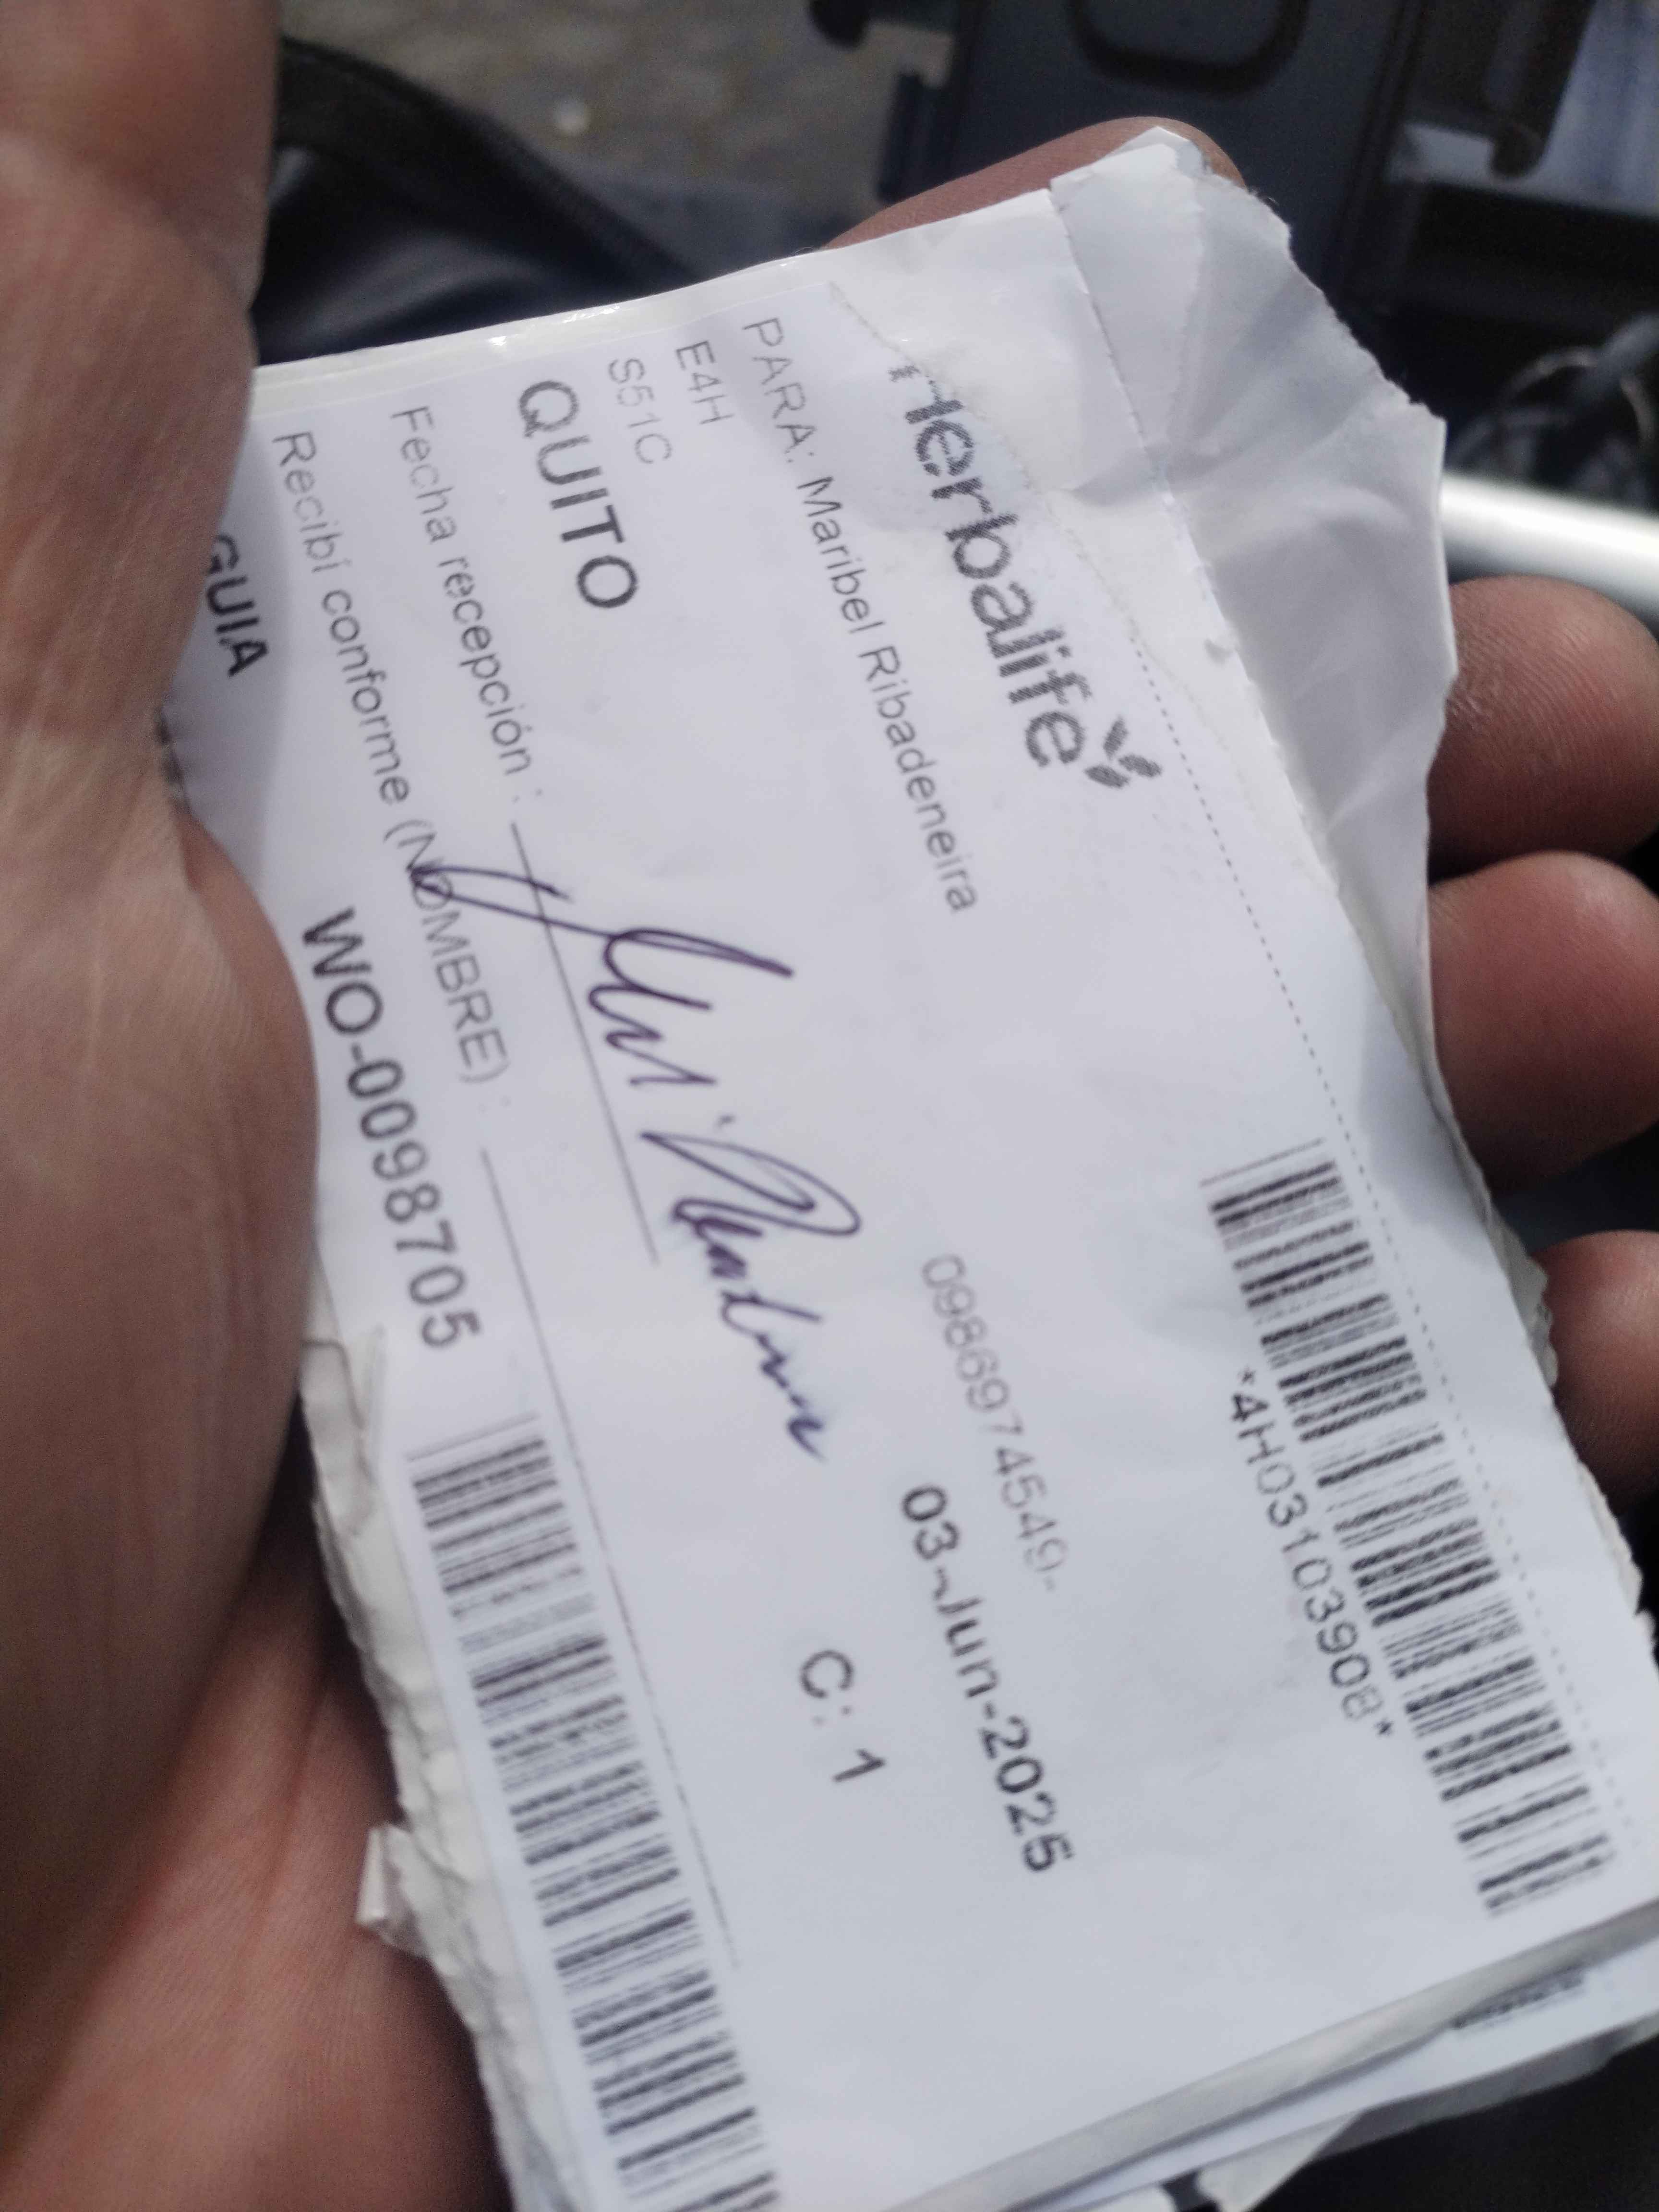 Herbalife
*4H03103908*
PARA: Maribel Ribadeneira
0986974549-
E4H
03-Jun-2025
S51C
QUITO
C: 1
Fecha recepción :
Recibí conforme (NOMBRE) :
GUIA
WO-0098705